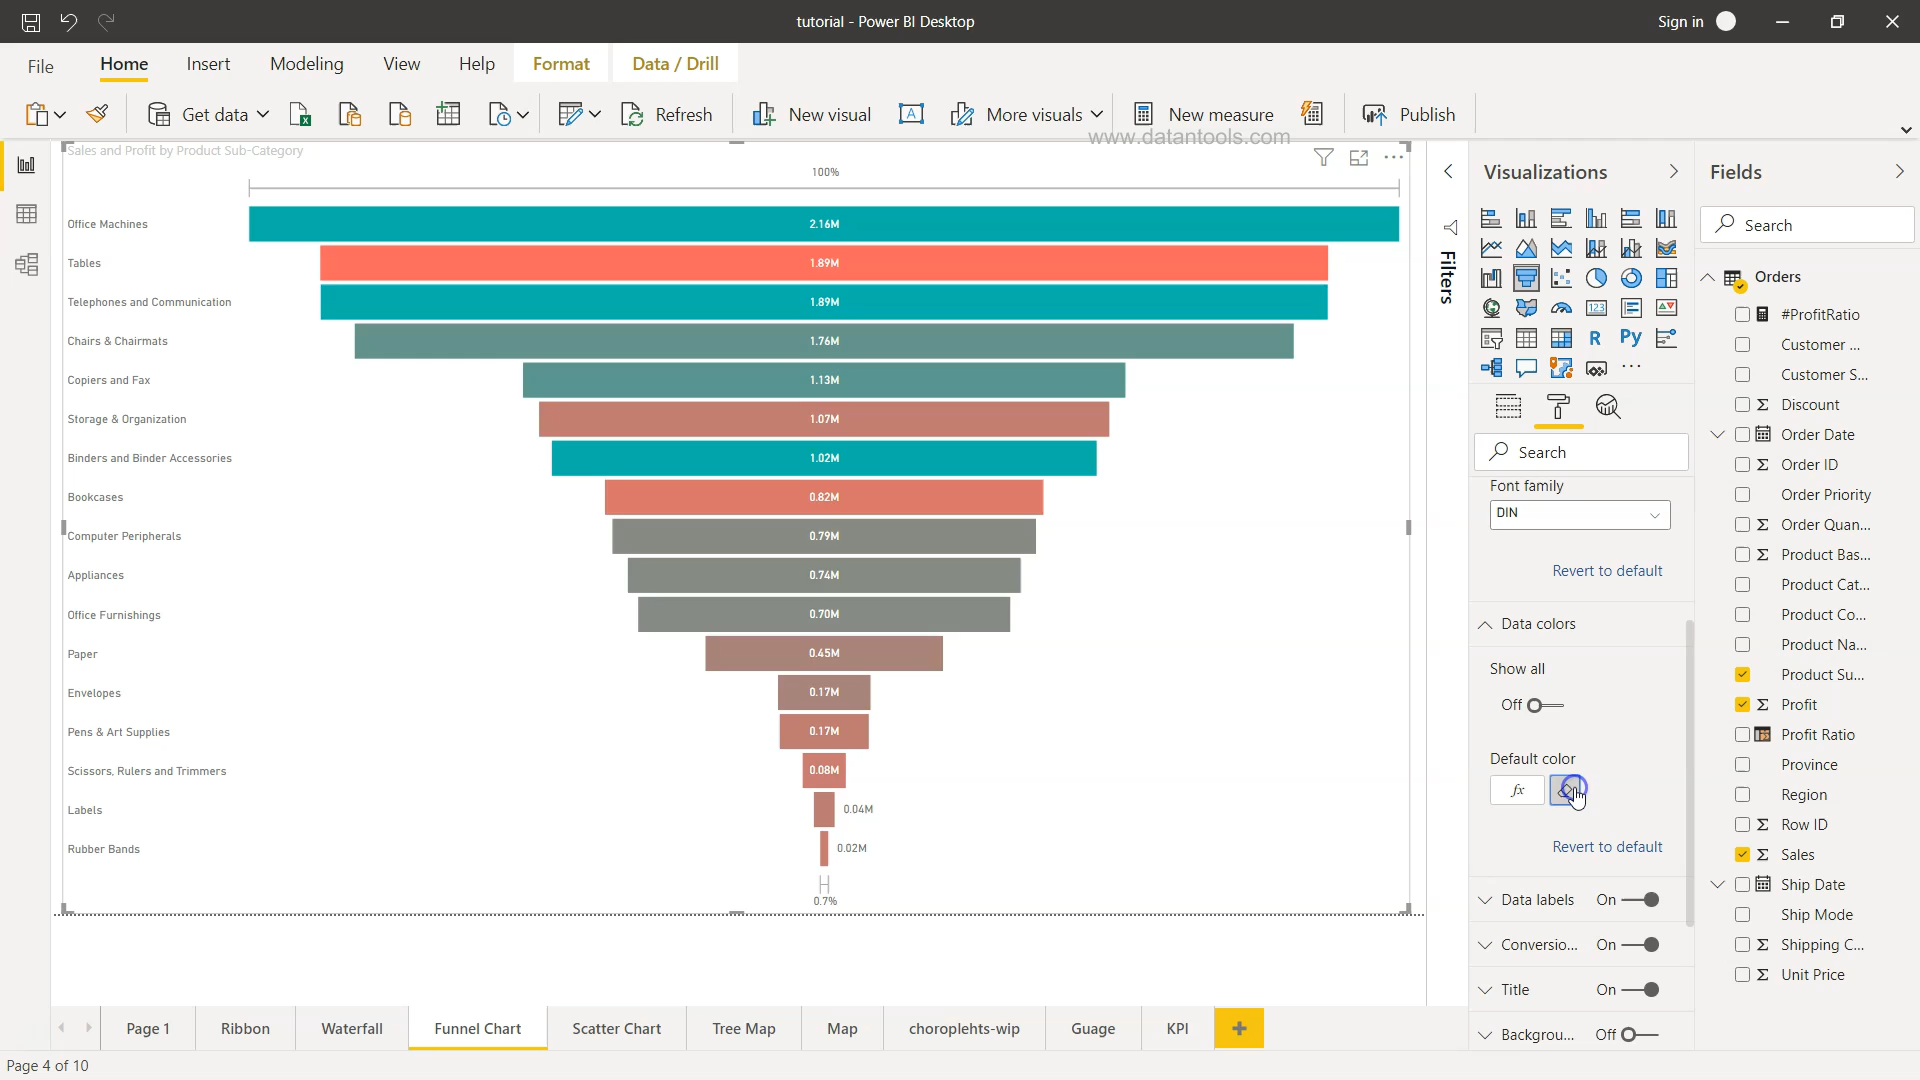 tutorial - Power BI Desktop
Sign in
File
Home
Insert
Modeling
View
Help
Format
Data / Drill
Get data
Refresh
New visual
More visuals
New measure
Publish
www.datantools.com
Sales and Profit by Product Sub-Category
100%
Office Machines 2.16M
Tables 1.89M
Telephones and Communication 1.89M
Chairs & Chairmats 1.76M
Copiers and Fax 1.13M
Storage & Organization 1.07M
Binders and Binder Accessories 1.02M
Bookcases 0.82M
Computer Peripherals 0.79M
Appliances 0.74M
Office Furnishings 0.70M
Paper 0.45M
Envelopes 0.17M
Pens & Art Supplies 0.17M
Scissors, Rulers and Trimmers 0.08M
Labels 0.04M
Rubber Bands 0.02M
0.7%
Filters
Visualizations
123
R
Py
Search
Font family
DIN
Revert to default
Data colors
Show all
Off
Default color
fx
Revert to default
Data labels On
Conversio... On
Title On
Backgrou... Off
Fields
Search
Orders
#ProfitRatio
Customer ...
Customer S...
Discount
Order Date
Order ID
Order Priority
Order Quan...
Product Bas...
Product Cat...
Product Co...
Product Na...
Product Su...
Profit
Profit Ratio
Province
Region
Row ID
Sales
Ship Date
Ship Mode
Shipping C...
Unit Price
Page 1
Ribbon
Waterfall
Funnel Chart
Scatter Chart
Tree Map
Map
choroplehts-wip
Guage
KPI
Page 4 of 10